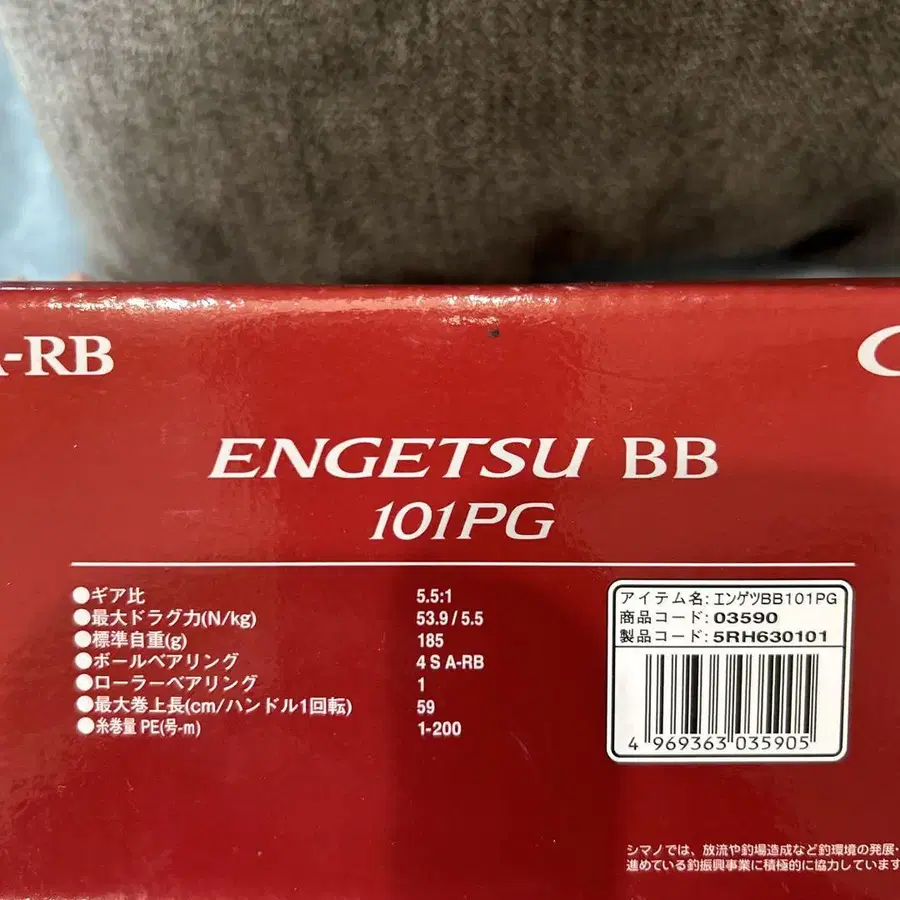 A-RB
ENGETSU BB
101PG
●ギア比 5.5:1
●最大ドラグ力(N/kg) 53.9 / 5.5
●標準自重(g) 185
●ボールベアリング 4 S A-RB
●ローラーベアリング 1
●最大巻上長(cm/ハンドル1回転) 59
●糸巻量 PE(号-m) 1-200
アイテム名: エンゲツBB101PG
商品コード: 03590
製品コード: 5RH630101
4 969363 035905
シマノでは、放流や釣場造成など釣環境の発展・
進めている釣振興事業に積極的に協力しています